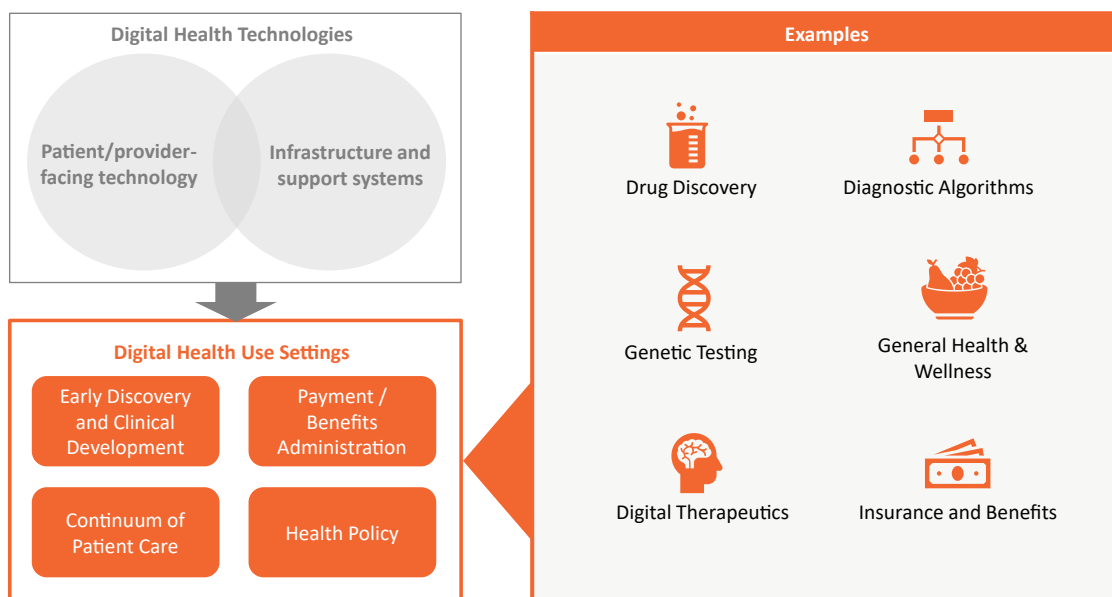 Digital Health Technologies
Patient/provider-
facing technology
Infrastructure and
support systems
Digital Health Use Settings
Early Discovery
and Clinical
Development
Payment /
Benefits
Administration
Continuum of
Patient Care
Health Policy
Examples
Drug Discovery
Diagnostic Algorithms
Genetic Testing
General Health &
Wellness
Digital Therapeutics
Insurance and Benefits